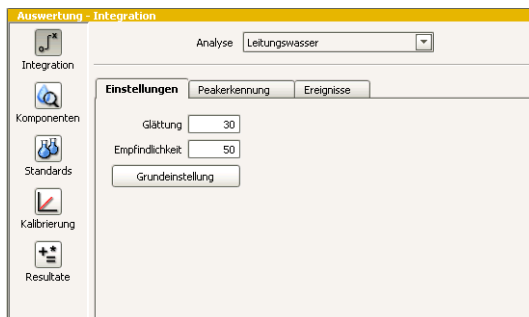 Auswertung - Integration
Analyse Leitungswasser
Integration
Einstellungen Peakerkennung Ereignisse
Glättung 30
Komponenten
Empfindlichkeit 50
Grundeinstellung
Standards
Kalibrierung
Resultate